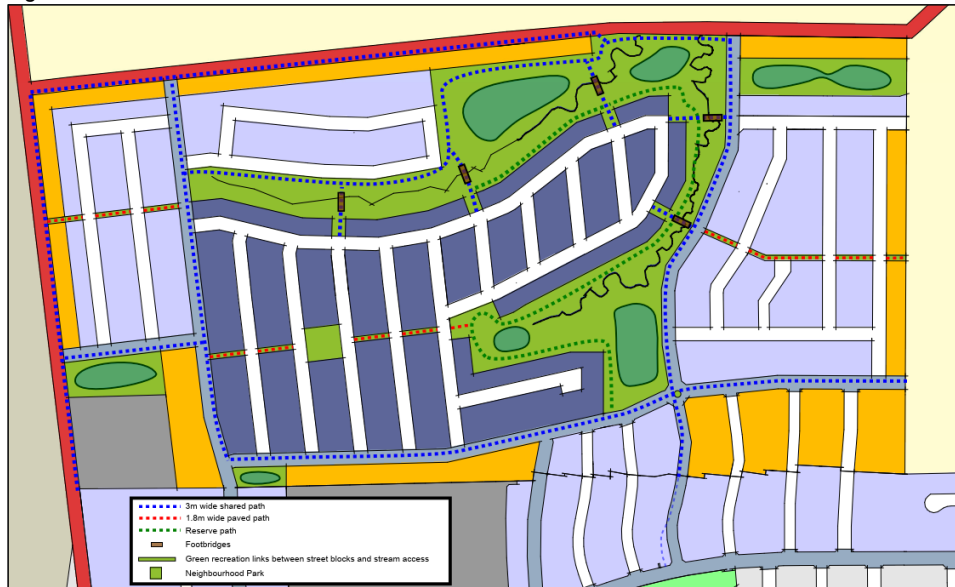 3m wide shared path
1.8m wide paved path
Reserve path
Footbridges
Green recreation links between street blocks and stream access
Neighbourhood Park